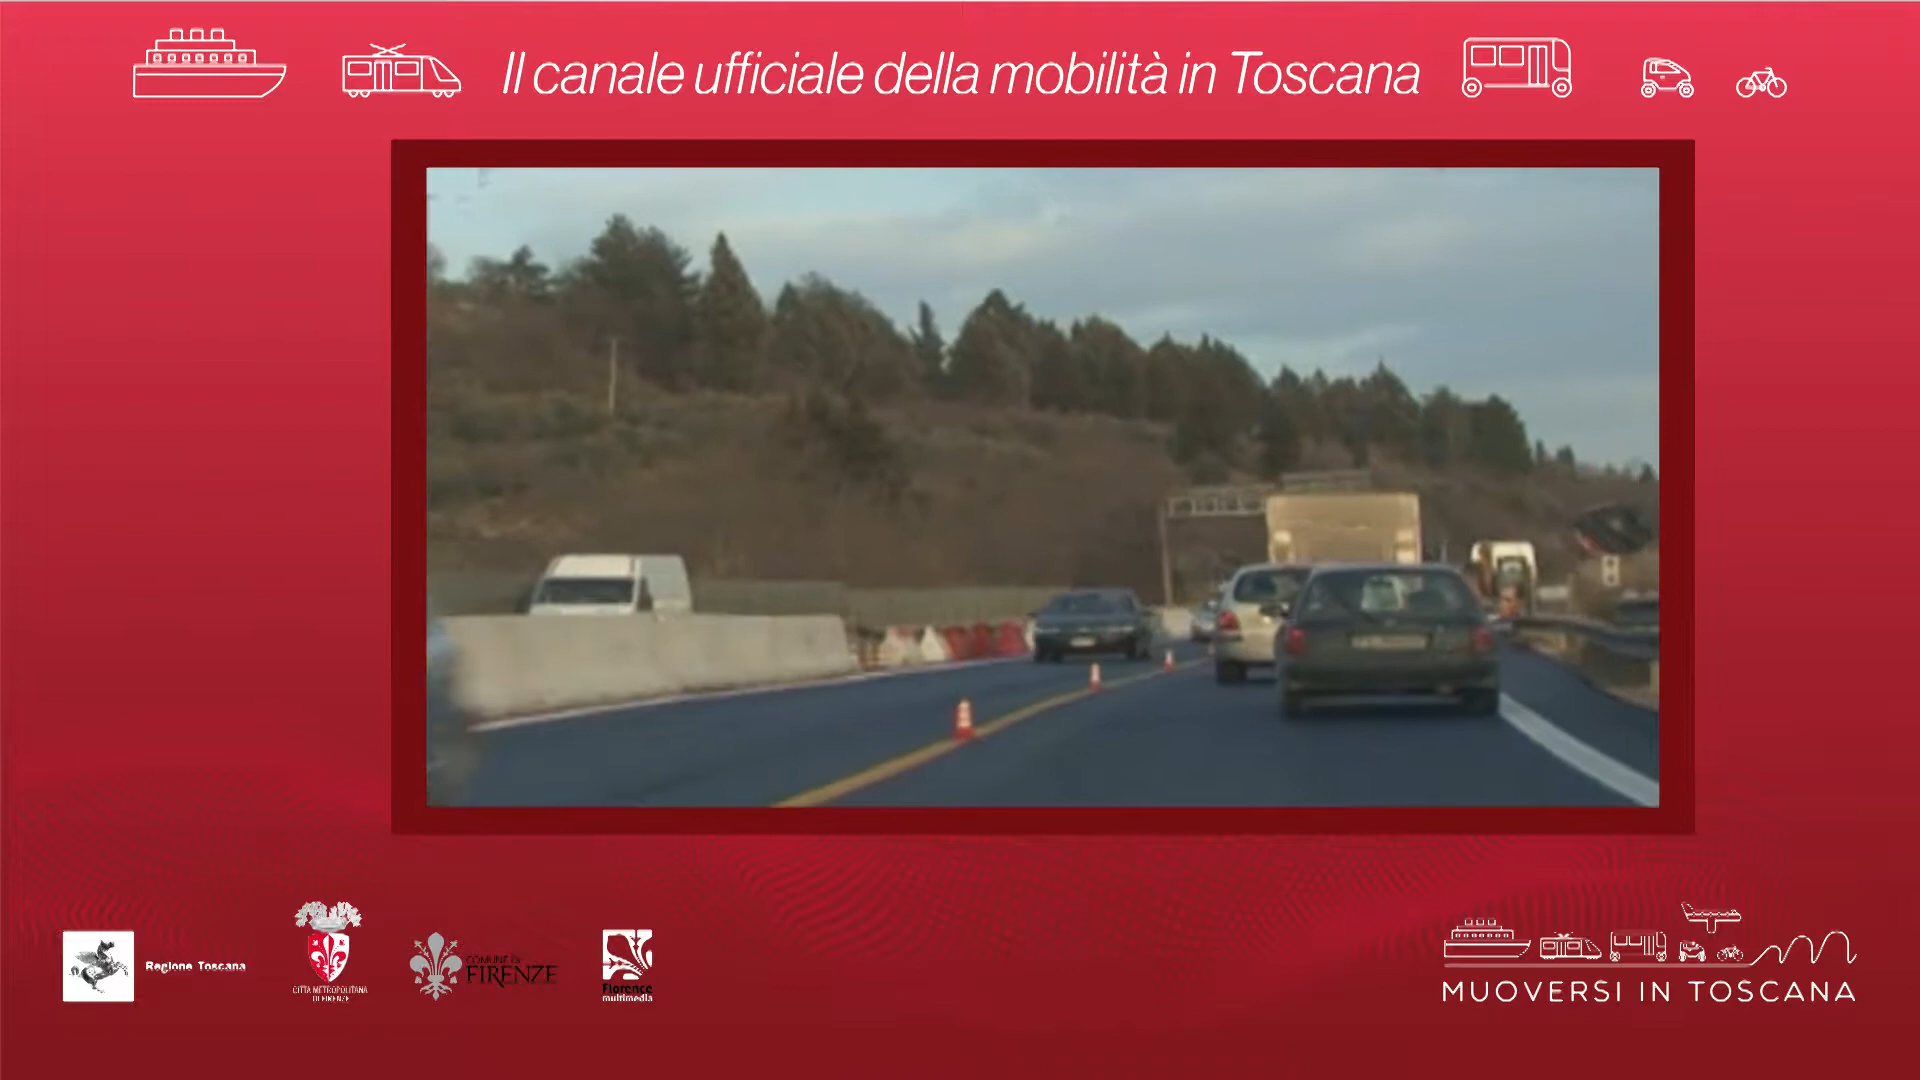 Il canale ufficiale della mobilità in Toscana
Regione Toscana
CITTÀ METROPOLITANA
DI FIRENZE
COMUNE DI
FIRENZE
Florence
multimedia
MUOVERSI IN TOSCANA